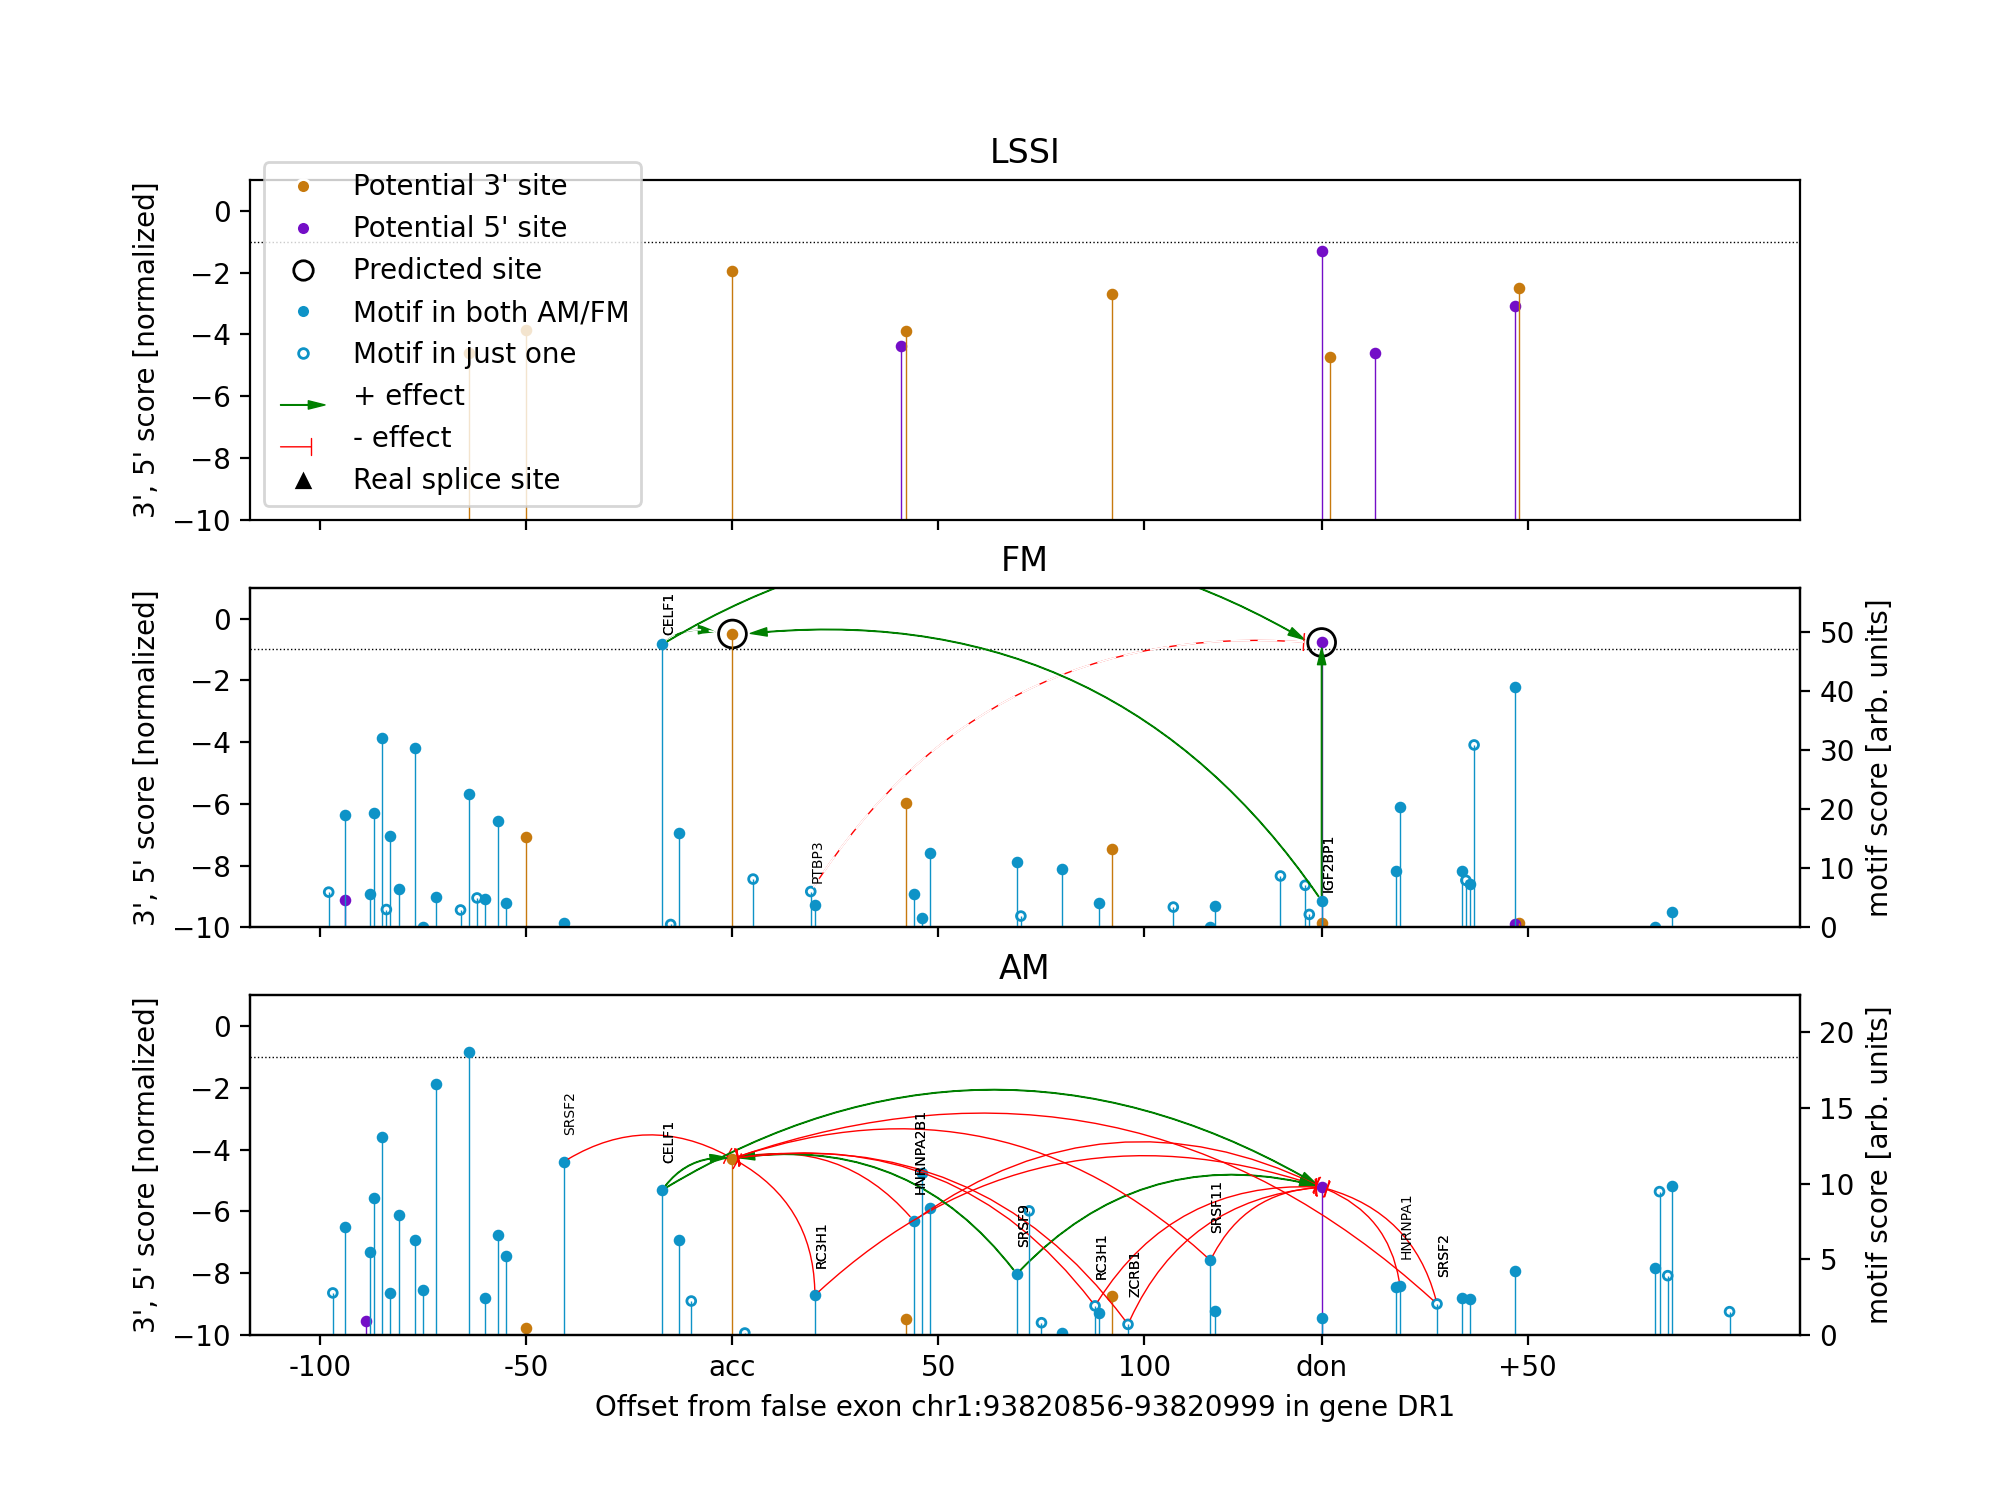 LSSI
3', 5' score [normalized]
0
−2
−4
−6
−8
−10
Potential 3' site
Potential 5' site
Predicted site
Motif in both AM/FM
Motif in just one
+ effect
- effect
Real splice site
FM
3', 5' score [normalized]
0
−2
−4
−6
−8
−10
CELF1
PTBP3
IGF2BP1
50
40
30
20
10
0
motif score [arb. units]
AM
3', 5' score [normalized]
0
−2
−4
−6
−8
−10
SRSF2
CELF1
RC3H1
HNRNPA2B1
SRSF9
RC3H1
ZCRB1
SRSF11
HNRNPA1
SRSF2
20
15
10
5
0
motif score [arb. units]
-100
-50
acc
50
100
don
+50
Offset from false exon chr1:93820856-93820999 in gene DR1